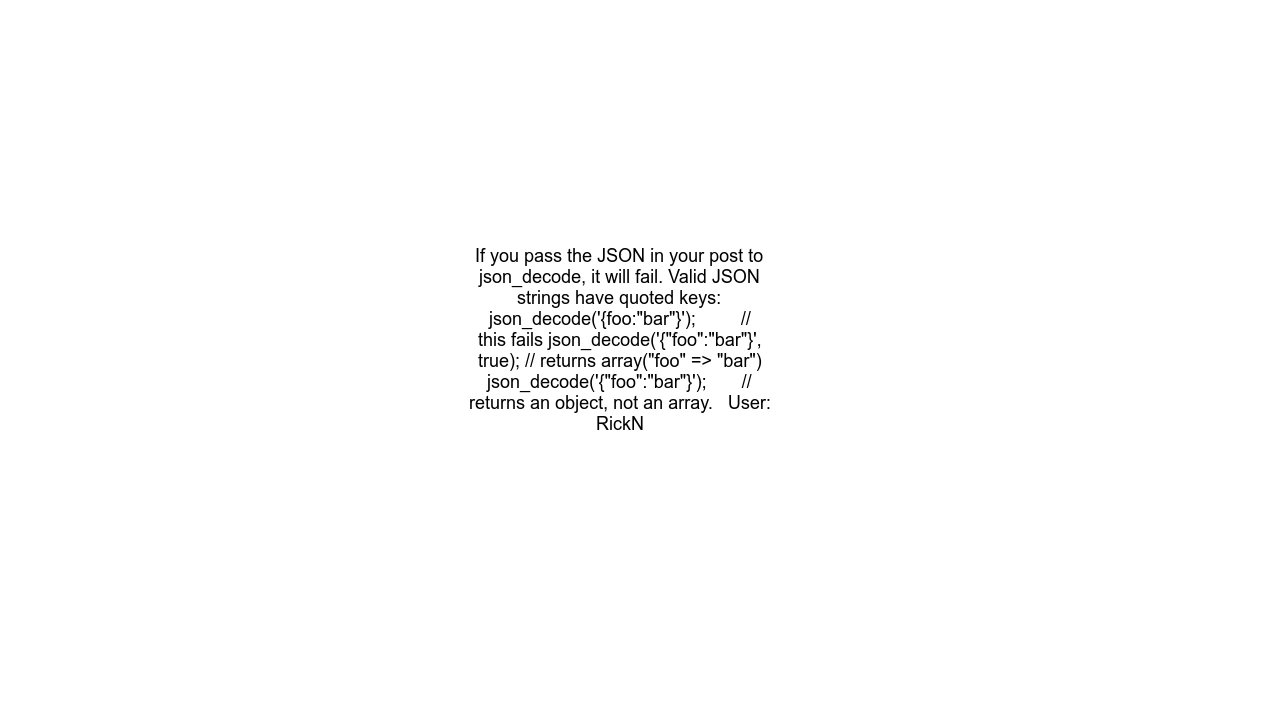 If you pass the JSON in your post to
json_decode, it will fail. Valid JSON
strings have quoted keys:
json_decode('{foo:"bar"}');         //
this fails json_decode('{"foo":"bar"}',
true); // returns array("foo" => "bar")
json_decode('{"foo":"bar"}');       //
returns an object, not an array.   User:
RickN